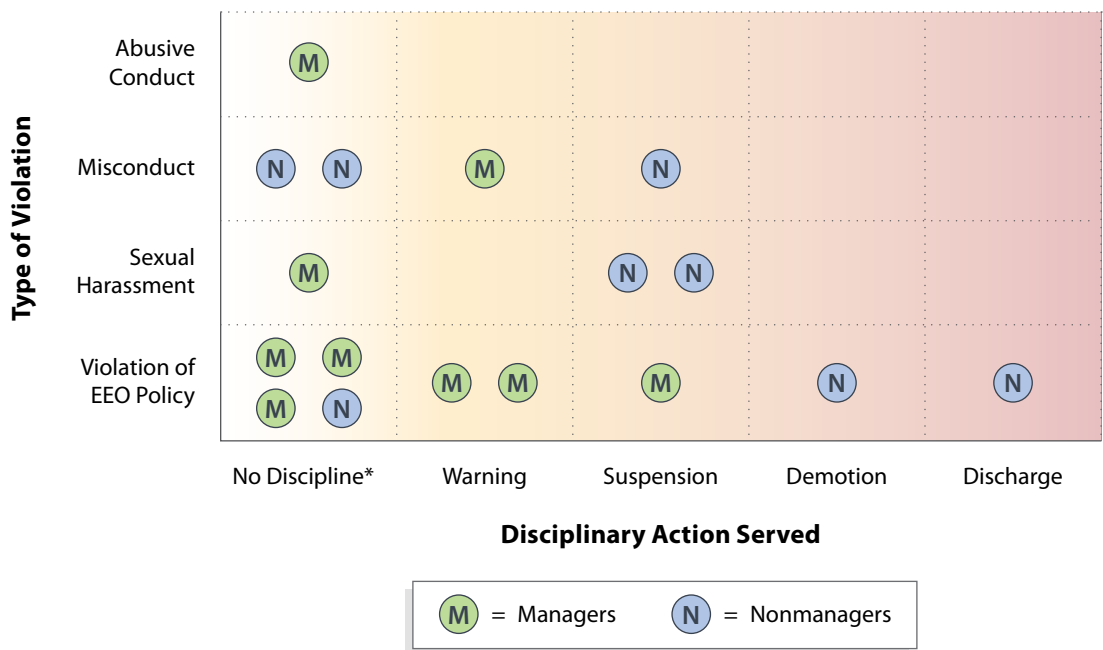 Type of Violation
Abusive
Conduct
M
Misconduct
N N M N
Sexual
Harassment
M N N
Violation of
EEO Policy
M M
M M M N N
M N
No Discipline* Warning Suspension Demotion Discharge
Disciplinary Action Served
M = Managers N = Nonmanagers